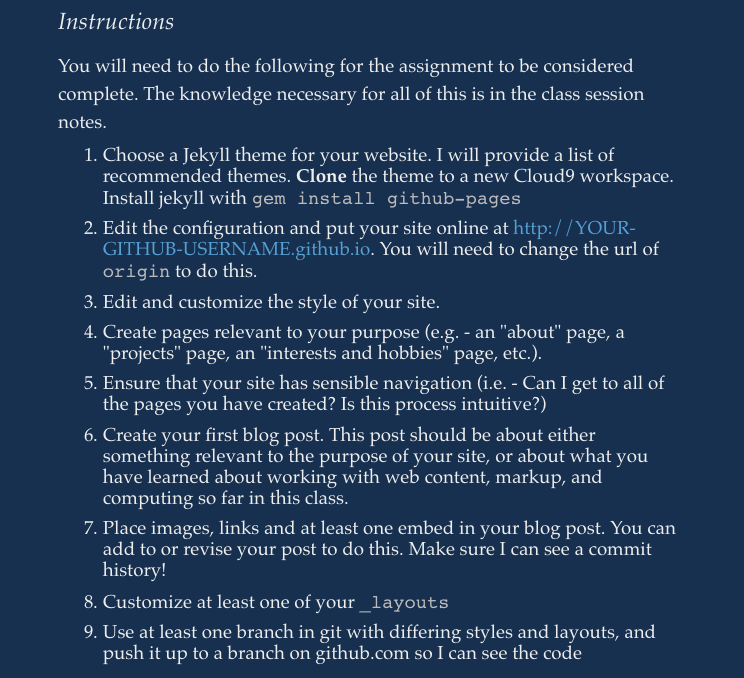 Instructions
You will need to do the following for the assignment to be considered
complete. The knowledge necessary for all of this is in the class session
notes.
1. Choose a Jekyll theme for your website. I will provide a list of
recommended themes. Clone the theme to a new Cloud9 workspace.
Install jekyll with gem install github-pages
2. Edit the configuration and put your site online at http://YOUR-
GITHUB-USERNAME.github.io. You will need to change the url of
origin to do this.
3. Edit and customize the style of your site.
4. Create pages relevant to your purpose (e.g. - an "about" page, a
"projects" page, an "interests and hobbies" page, etc.).
5. Ensure that your site has sensible navigation (i.e. - Can I get to all of
the pages you have created? Is this process intuitive?)
6. Create your first blog post. This post should be about either
something relevant to the purpose of your site, or about what you
have learned about working with web content, markup, and
computing so far in this class.
7. Place images, links and at least one embed in your blog post. You can
add to or revise your post to do this. Make sure I can see a commit
history!
8. Customize at least one of your _layouts
9. Use at least one branch in git with differing styles and layouts, and
push it up to a branch on github.com so I can see the code